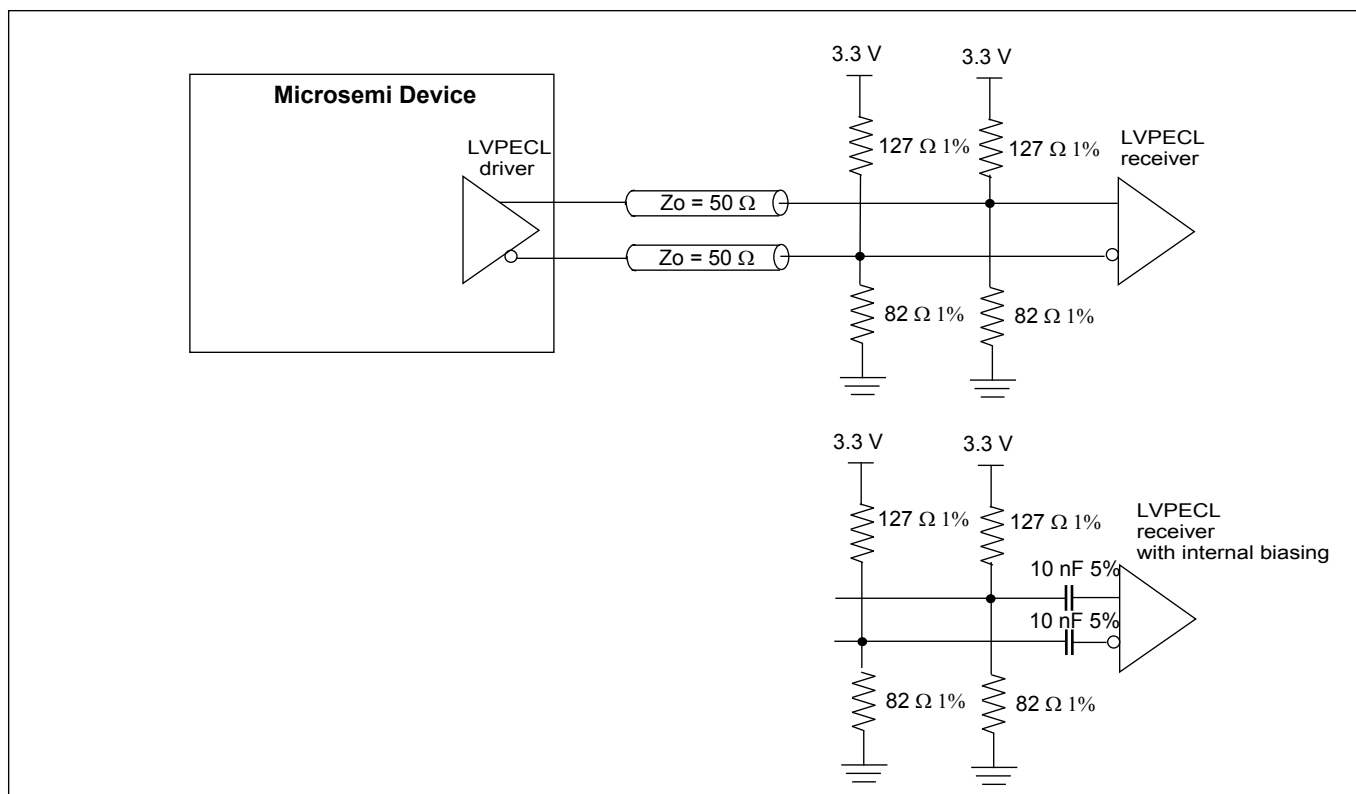 Microsemi Device
LVPECL
driver
Zo = 50 Ω
Zo = 50 Ω
3.3 V
3.3 V
127 Ω 1%
127 Ω 1%
LVPECL
receiver
82 Ω 1%
82 Ω 1%
3.3 V
3.3 V
127 Ω 1%
127 Ω 1%
LVPECL
receiver
with internal biasing
10 nF 5%
10 nF 5%
82 Ω 1%
82 Ω 1%